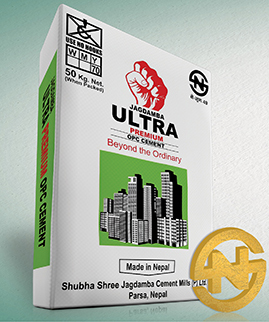 USE NO HOOKS
W M Y
70
50 Kg. Net.
(When Packed)
JAGDAMBA
ULTRA
PREMIUM
OPC CEMENT
Beyond the Ordinary
Made in Nepal
Shubha Shree Jagdamba Cement Mills (P) Ltd.
Parsa, Nepal
ULTRA PREMIUM OPC CEMENT